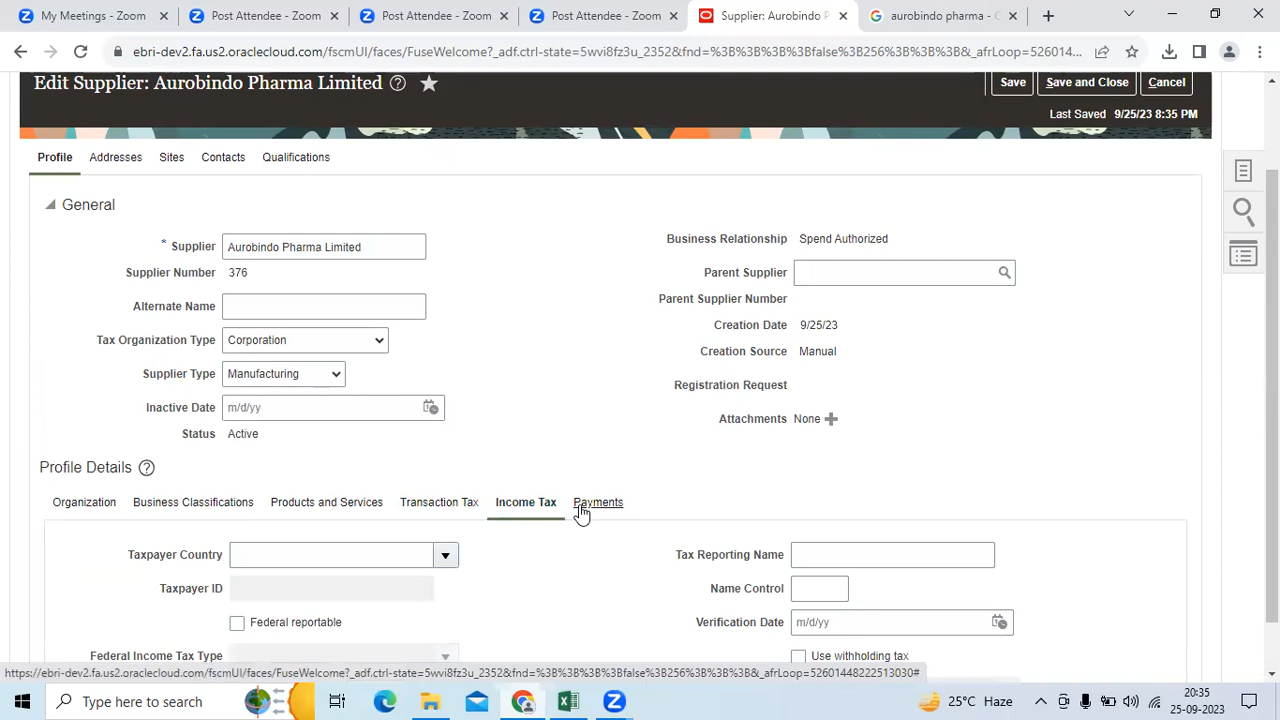 My Meetings - Zoom
Post Attendee - Zoom
Post Attendee - Zoom
Post Attendee - Zoom
Supplier: Aurobindo P
aurobindo pharma - G
ebri-dev2.fa.us2.oraclecloud.com/fscmUI/faces/FuseWelcome?_adf.ctrl-state=5wvi8fz3u_2352&fnd=%3B%3B%3B%3Bfalse%3B256%3B%3B%3B&_afrLoop=526014...
Edit Supplier: Aurobindo Pharma Limited
Save
Save and Close
Cancel
Last Saved 9/25/23 8:35 PM
Profile
Addresses
Sites
Contacts
Qualifications
General
* Supplier Aurobindo Pharma Limited
Supplier Number 376
Alternate Name
Tax Organization Type Corporation
Supplier Type Manufacturing
Inactive Date m/d/yy
Status Active
Business Relationship Spend Authorized
Parent Supplier
Parent Supplier Number
Creation Date 9/25/23
Creation Source Manual
Registration Request
Attachments None
Profile Details
Organization
Business Classifications
Products and Services
Transaction Tax
Income Tax
Payments
Taxpayer Country
Taxpayer ID
Federal reportable
Federal Income Tax Type
Tax Reporting Name
Name Control
Verification Date m/d/yy
Use withholding tax
https://ebri-dev2.fa.us2.oraclecloud.com/fscmUI/faces/FuseWelcome?_adf.ctrl-state=5wvi8fz3u_2352&fnd=%3B%3B%3B%3Bfalse%3B256%3B%3B%3B&_afrLoop=52601448222513030#
Type here to search
25°C Haze
20:35
25-09-2023